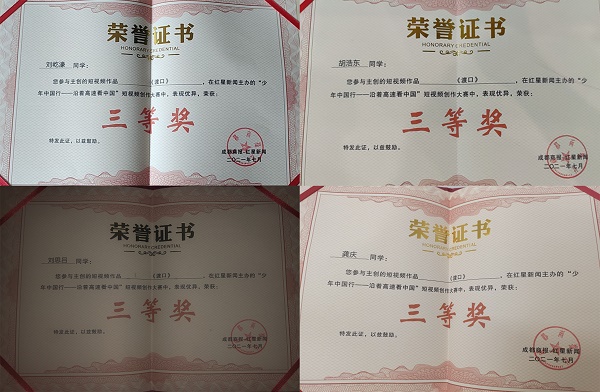 荣誉证书
HONORARY CREDENTIAL
同学：
您参与主创的短视频作品《渡口》，在红星新闻主办的“少
年中国行——沿着高速看中国”短视频创作大赛中，表现优异，荣获：
三等奖
特发此证，以兹鼓励。
成都商报-红星新闻
二〇二一年七月
荣誉证书
HONORARY CREDENTIAL
胡浩东 同学：
您参与主创的短视频作品《渡口》，在红星新闻主办的“少
年中国行——沿着高速看中国”短视频创作大赛中，表现优异，荣获：
三等奖
特发此证，以兹鼓励。
成都商报-红星新闻
二〇二一年七月
荣誉证书
HONORARY CREDENTIAL
同学：
您参与主创的短视频作品《渡口》，在红星新闻主办的“少
年中国行——沿着高速看中国”短视频创作大赛中，表现优异，荣获：
三等奖
特发此证，以兹鼓励。
成都商报-红星新闻
二〇二一年七月
荣誉证书
HONORARY CREDENTIAL
龚庆 同学：
您参与主创的短视频作品《渡口》，在红星新闻主办的“少
年中国行——沿着高速看中国”短视频创作大赛中，表现优异，荣获：
三等奖
特发此证，以兹鼓励。
成都商报-红星新闻
二〇二一年七月